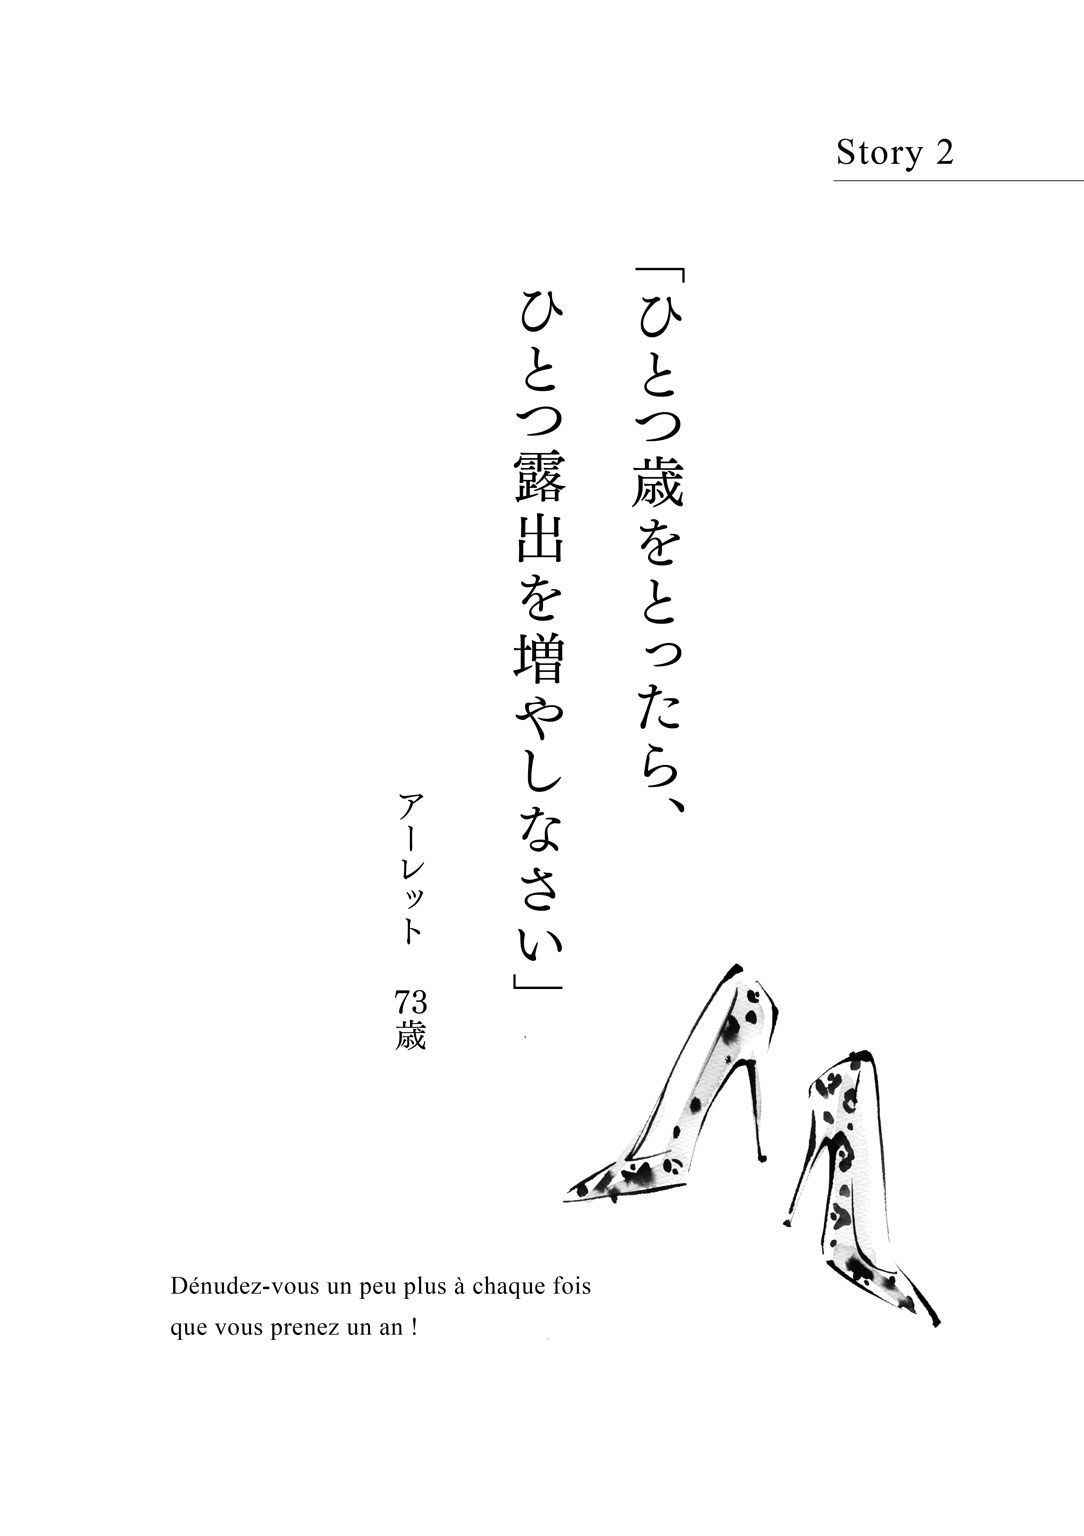 Story 2
「ひとつ歳をとったら、
ひとつ露出を増やしなさい」
アーレット　73歳
Dénudez-vous un peu plus à chaque fois
que vous prenez un an !